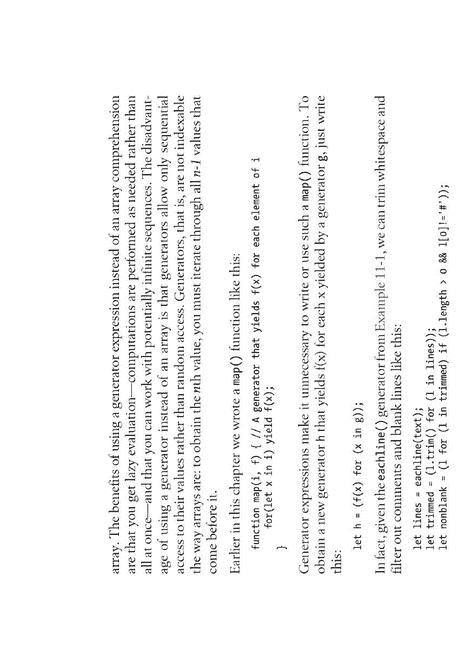 array. The benefits of using a generator expression instead of an array comprehension
are that you get lazy evaluation—computations are performed as needed rather than
all at once—and that you can work with potentially infinite sequences. The disadvant-
age of using a generator instead of an array is that generators allow only sequential
access to their values rather than random access. Generators, that is, are not indexable
the way arrays are: to obtain the nth value, you must iterate through all n-1 values that
come before it.
Earlier in this chapter we wrote a map() function like this:
function map(i, f) { // A generator that yields f(x) for each element of i
for(let x in i) yield f(x);
}
Generator expressions make it unnecessary to write or use such a map() function. To
obtain a new generator h that yields f(x) for each x yielded by a generator g, just write
this:
let h = (f(x) for (x in g));
In fact, given the eachline() generator from Example 11-1, we can trim whitespace and
filter out comments and blank lines like this:
let lines = eachline(text);
let trimmed = (l.trim() for (l in lines));
let nonblank = (l for (l in trimmed) if (l.length > 0 && l[0]!='#'));